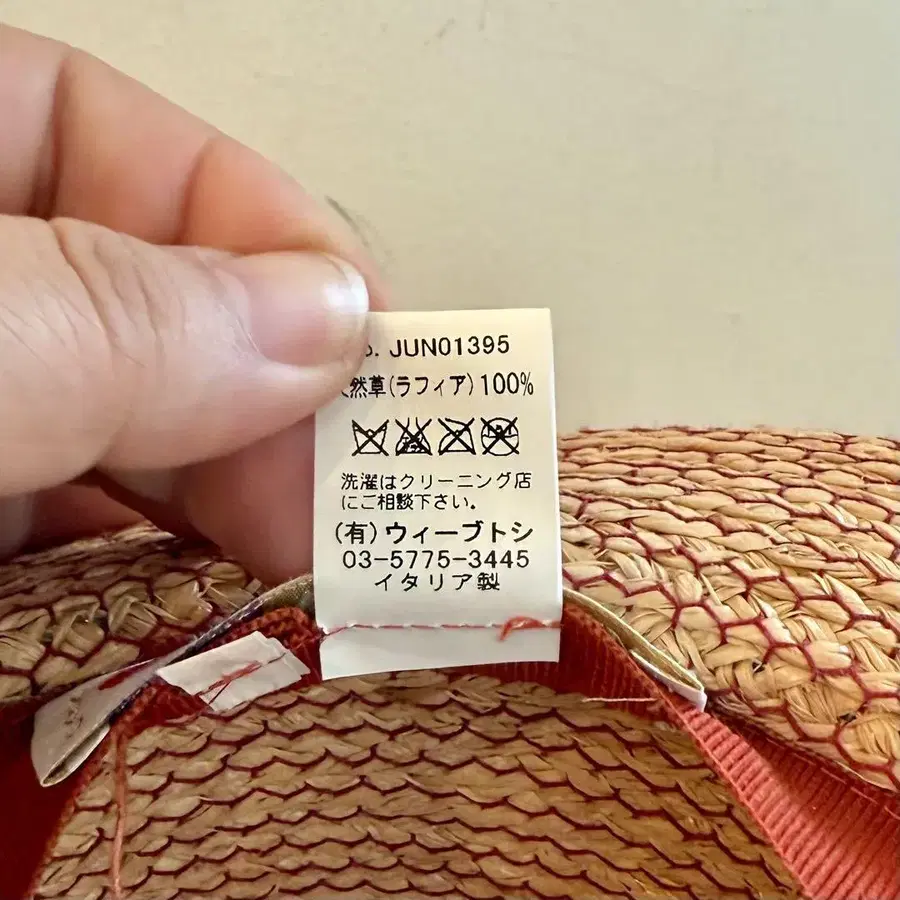 JUN01395
然草(ラフィア)100%
洗濯はクリーニング店
にご相談下さい。
(有)ウィーブトシ
03-5775-3445
イタリア製